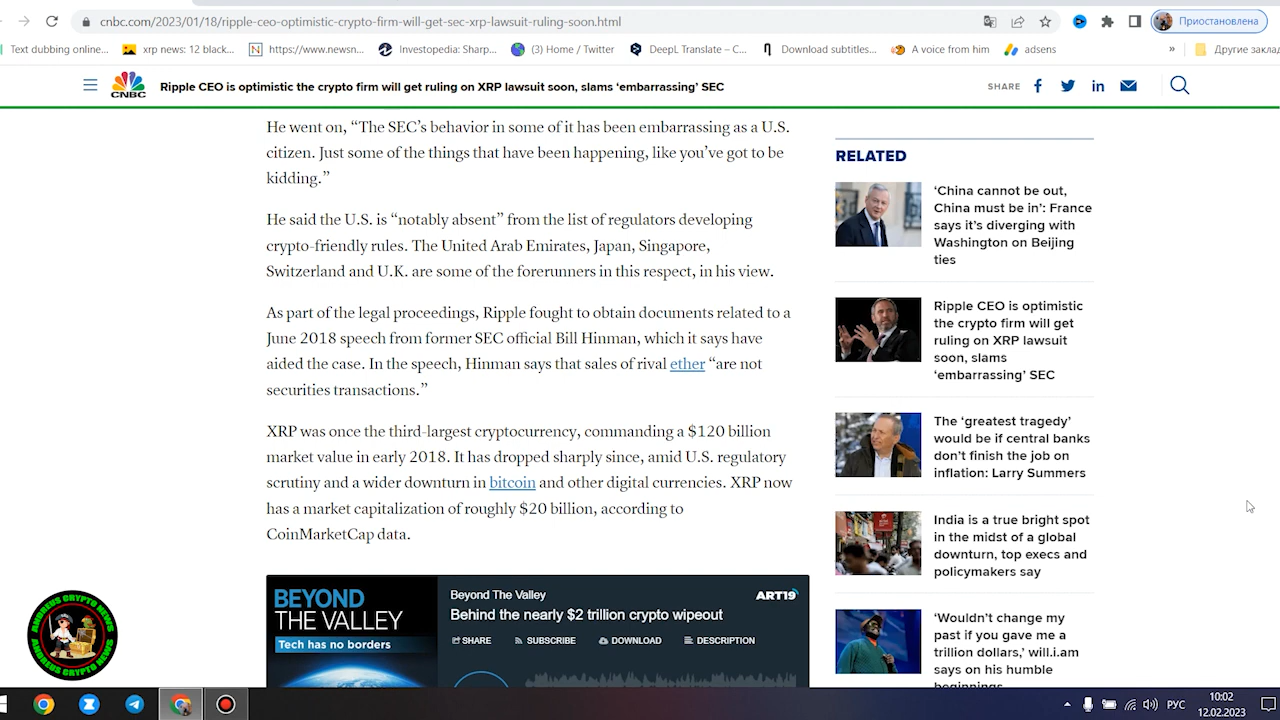 cnbc.com/2023/01/18/ripple-ceo-optimistic-crypto-firm-will-get-sec-xrp-lawsuit-ruling-soon.html
Приостановлена
Text dubbing online...
xrp news: 12 black...
https://www.newsn...
Investopedia: Sharp...
(3) Home / Twitter
DeepL Translate – C...
Download subtitles...
A voice from him
adsens
»
Другие заклад
CNBC
Ripple CEO is optimistic the crypto firm will get ruling on XRP lawsuit soon, slams ‘embarrassing’ SEC
SHARE
He went on, “The SEC’s behavior in some of it has been embarrassing as a U.S.
citizen. Just some of the things that have been happening, like you’ve got to be
kidding.”
He said the U.S. is “notably absent” from the list of regulators developing
crypto-friendly rules. The United Arab Emirates, Japan, Singapore,
Switzerland and U.K. are some of the forerunners in this respect, in his view.
As part of the legal proceedings, Ripple fought to obtain documents related to a
June 2018 speech from former SEC official Bill Hinman, which it says have
aided the case. In the speech, Hinman says that sales of rival ether “are not
securities transactions.”
XRP was once the third-largest cryptocurrency, commanding a $120 billion
market value in early 2018. It has dropped sharply since, amid U.S. regulatory
scrutiny and a wider downturn in bitcoin and other digital currencies. XRP now
has a market capitalization of roughly $20 billion, according to
CoinMarketCap data.
BEYOND
THE VALLEY
Tech has no borders
Beyond The Valley
Behind the nearly $2 trillion crypto wipeout
ART19
SHARE
SUBSCRIBE
DOWNLOAD
DESCRIPTION
RELATED
‘China cannot be out,
China must be in’: France
says it’s diverging with
Washington on Beijing
ties
Ripple CEO is optimistic
the crypto firm will get
ruling on XRP lawsuit
soon, slams
‘embarrassing’ SEC
The ‘greatest tragedy’
would be if central banks
don’t finish the job on
inflation: Larry Summers
India is a true bright spot
in the midst of a global
downturn, top execs and
policymakers say
‘Wouldn’t change my
past if you gave me a
trillion dollars,’ will.i.am
says on his humble
beginnings
ANDREUS CRYPTO NEWS
ANDREUS CRYPTO NEWS
РУС
10:02
12.02.2023